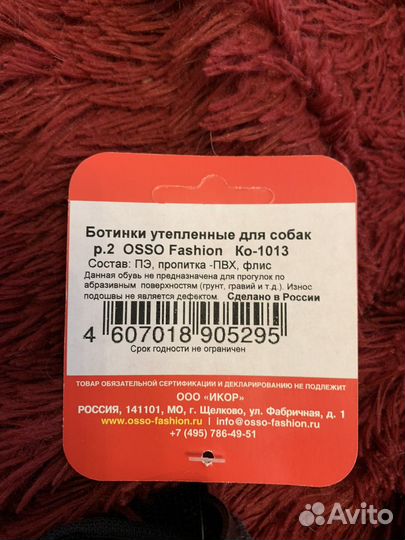 Ботинки утепленные для собак
р.2 OSSO Fashion Ко-1013
Состав: ПЭ, пропитка -ПВХ, флис
Данная обувь не предназначена для прогулок по
абразивным поверхностям (грунт, гравий и т.д.). Износ
подошвы не является дефектом. Сделано в России
4 607018 905295
Срок годности не ограничен
ТОВАР ОБЯЗАТЕЛЬНОЙ СЕРТИФИКАЦИИ И ДЕКЛАРИРОВАНИЮ НЕ ПОДЛЕЖИТ
ООО «ИКОР»
РОССИЯ, 141101, МО, г. Щелково, ул. Фабричная, д. 1
www.osso-fashion.ru | info@osso-fashion.ru
+7 (495) 786-49-51
Avito